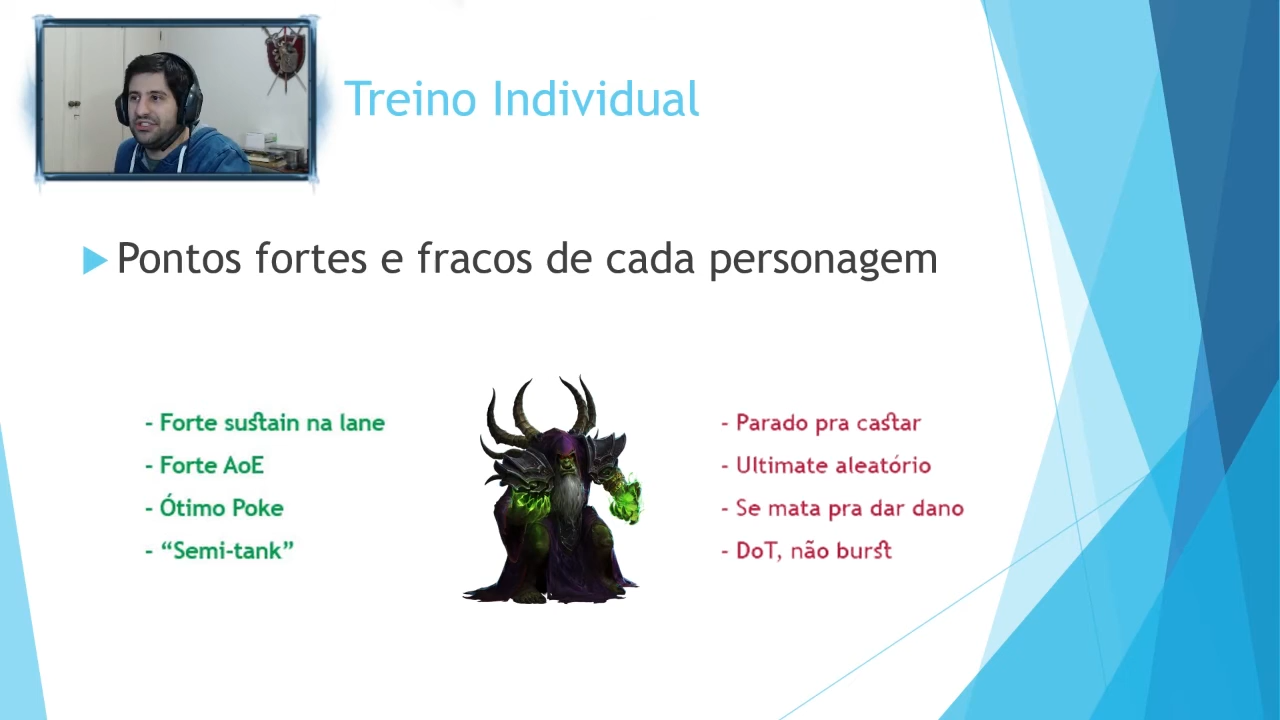 Treino Individual
Pontos fortes e fracos de cada personagem
- Forte sustain na lane
- Forte AoE
- Ótimo Poke
- “Semi-tank”
- Parado pra castar
- Ultimate aleatório
- Se mata pra dar dano
- DoT, não burst